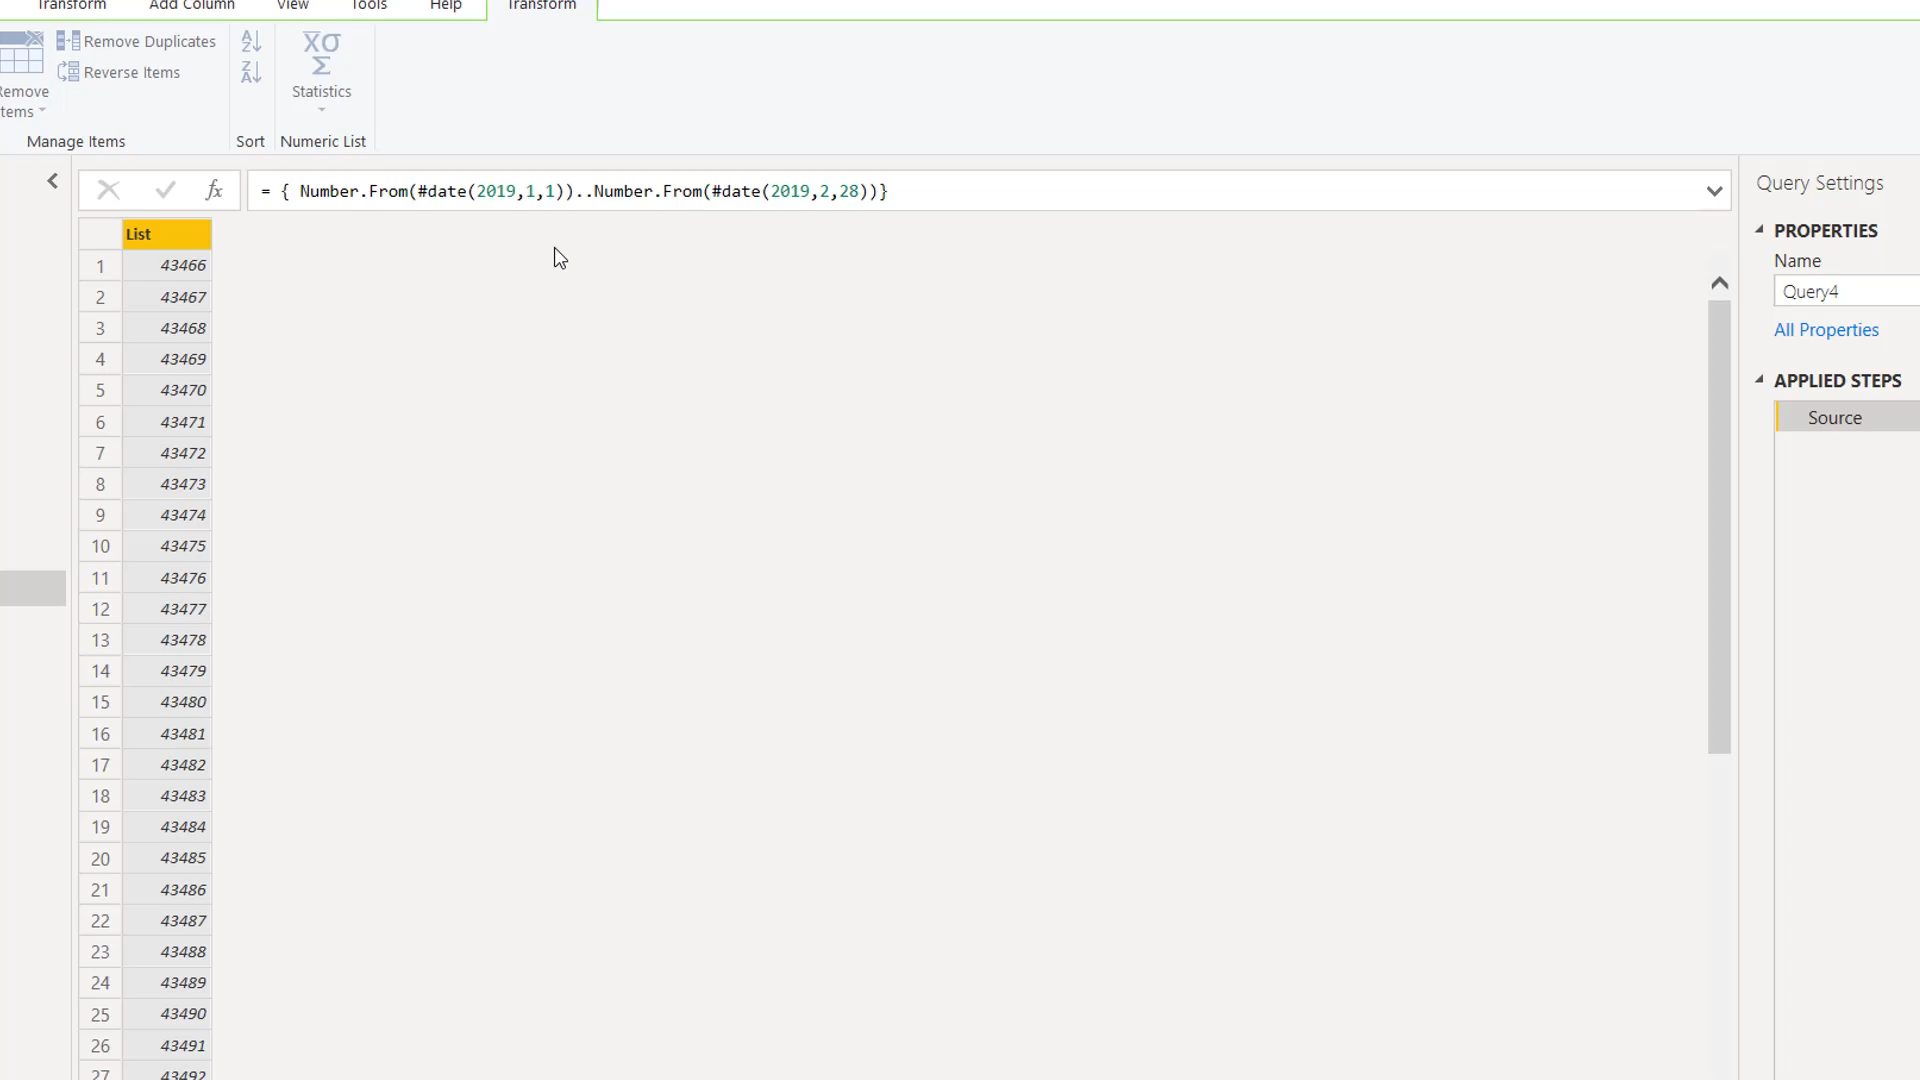 Transform Add Column View Tools Help Transform
Remove Duplicates
Reverse Items
Statistics
Manage Items Sort Numeric List
= { Number.From(#date(2019,1,1))..Number.From(#date(2019,2,28))}
List
1 43466
2 43467
3 43468
4 43469
5 43470
6 43471
7 43472
8 43473
9 43474
10 43475
11 43476
12 43477
13 43478
14 43479
15 43480
16 43481
17 43482
18 43483
19 43484
20 43485
21 43486
22 43487
23 43488
24 43489
25 43490
26 43491
27 43492
Query Settings
PROPERTIES
Name
Query4
All Properties
APPLIED STEPS
Source